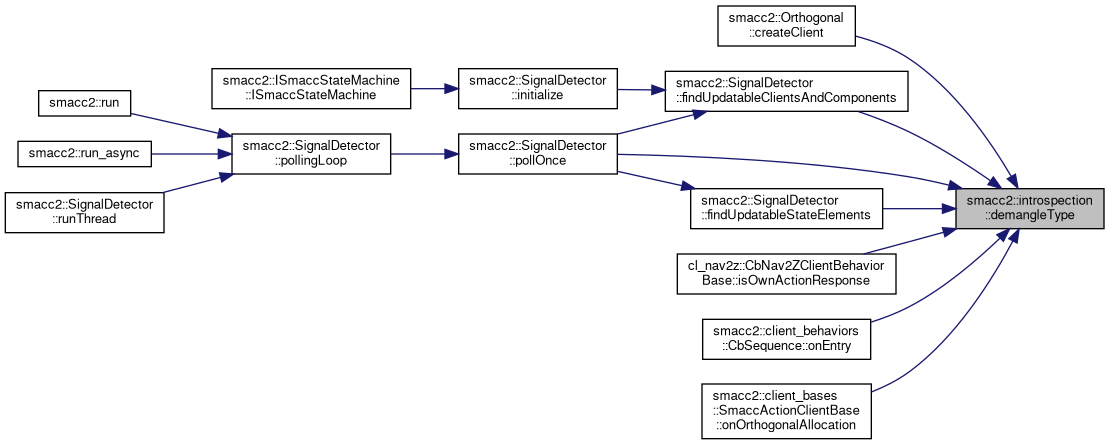 smacc2::Orthogonal
::createClient
smacc2::ISmaccStateMachine
::ISmaccStateMachine
smacc2::SignalDetector
::initialize
smacc2::SignalDetector
::findUpdatableClientsAndComponents
smacc2::run
smacc2::run_async
smacc2::SignalDetector
::pollingLoop
smacc2::SignalDetector
::pollOnce
smacc2::SignalDetector
::runThread
smacc2::SignalDetector
::findUpdatableStateElements
smacc2::introspection
::demangleType
cl_nav2z::CbNav2ZClientBehavior
Base::isOwnActionResponse
smacc2::client_behaviors
::CbSequence::onEntry
smacc2::client_bases
::SmaccActionClientBase
::onOrthogonalAllocation